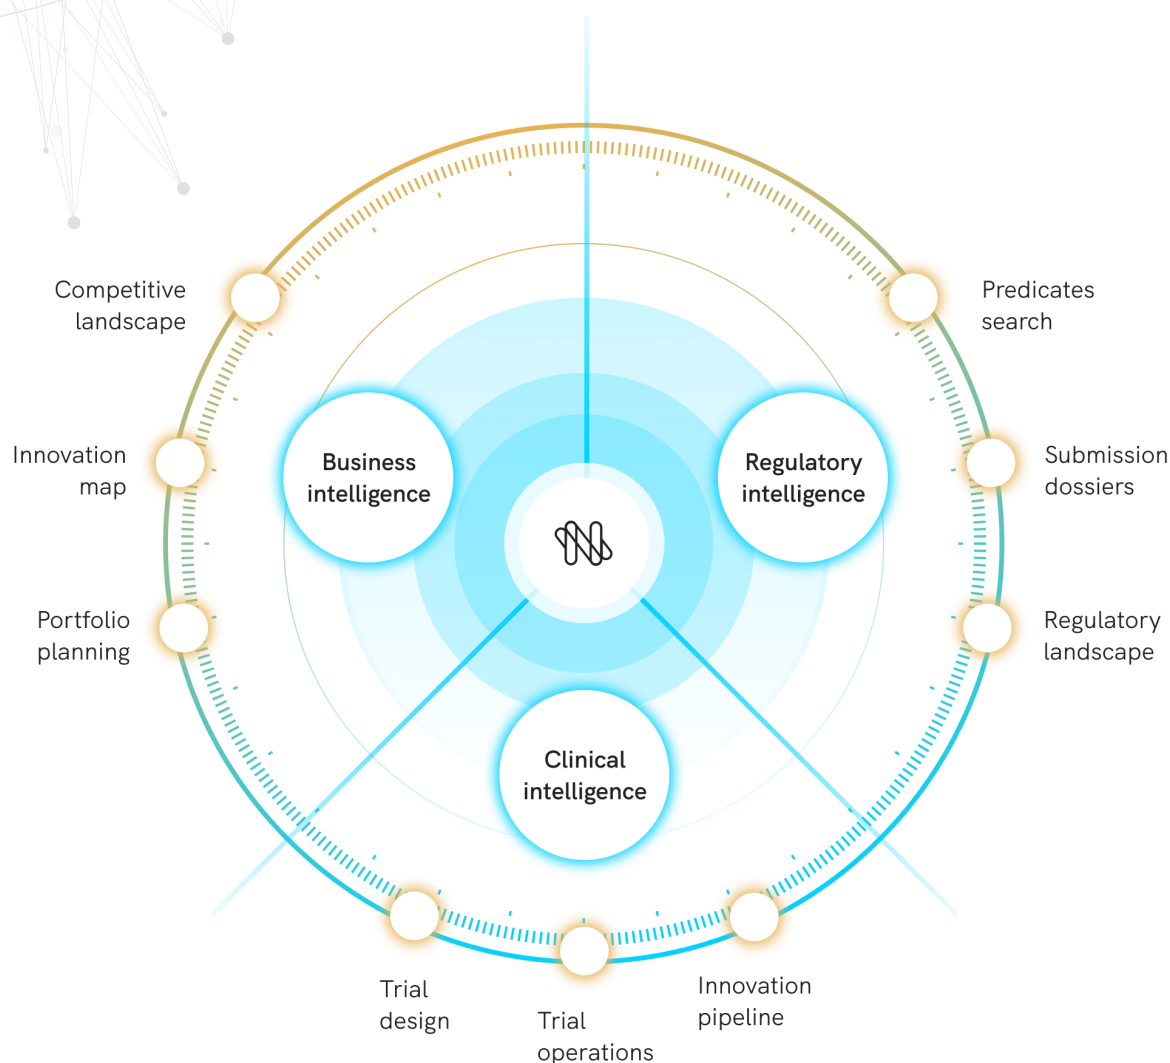 Competitive
landscape
Predicates
search
Business
intelligence
Regulatory
intelligence
Innovation
map
Submission
dossiers
Portfolio
planning
Regulatory
landscape
Clinical
intelligence
Trial
design
Trial
operations
Innovation
pipeline